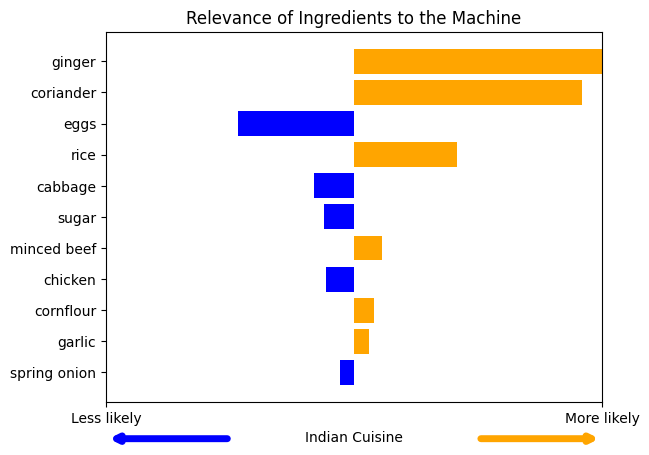 Relevance of Ingredients to the Machine
ginger
coriander
eggs
rice
cabbage
sugar
minced beef
chicken
cornflour
garlic
spring onion
Less likely
More likely
Indian Cuisine